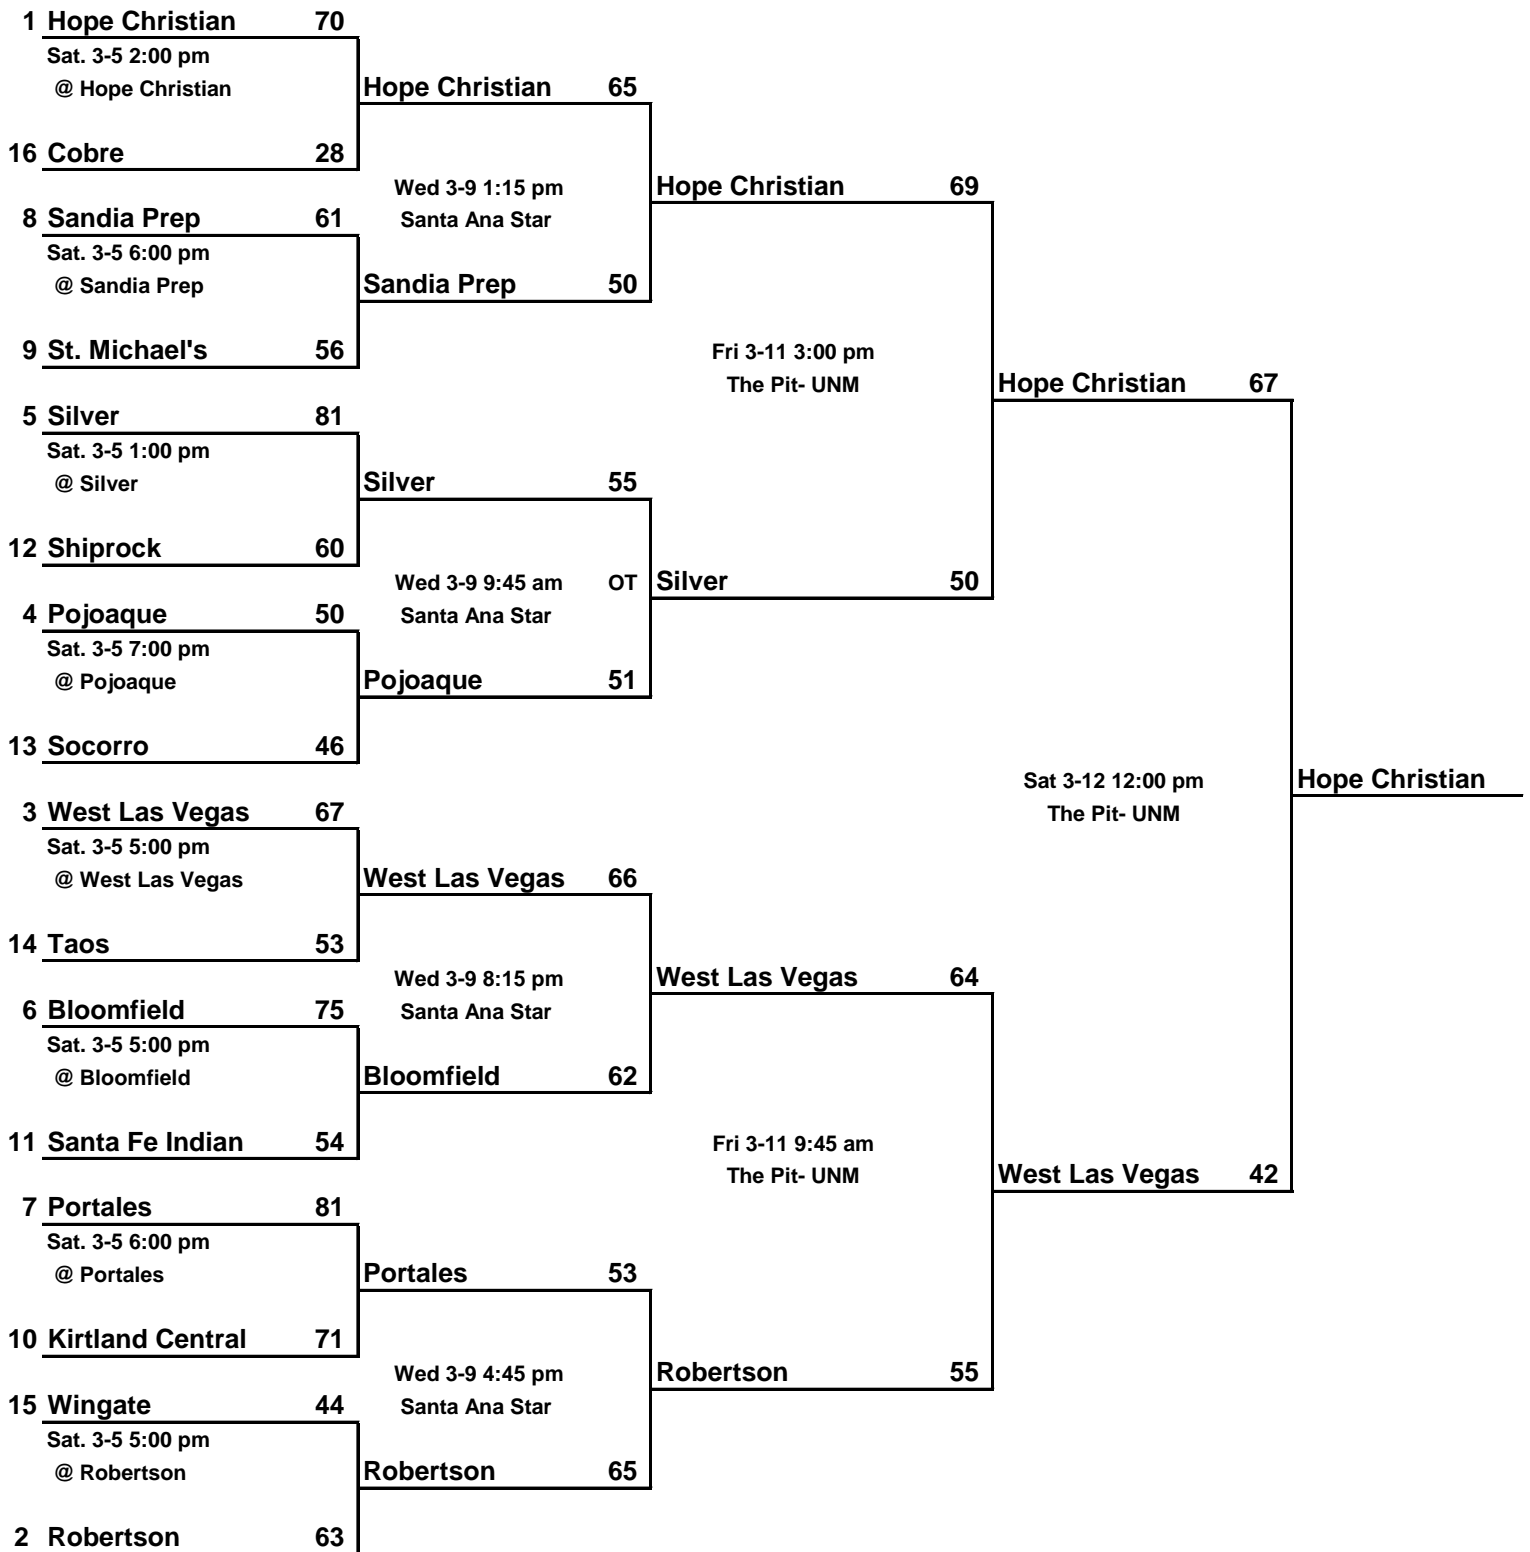 1 Hope Christian 70
Sat. 3-5 2:00 pm
@ Hope Christian
Hope Christian 65
16 Cobre 28
Wed 3-9 1:15 pm
Hope Christian 69
8 Sandia Prep 61
Santa Ana Star
Sat. 3-5 6:00 pm
@ Sandia Prep
Sandia Prep 50
9 St. Michael's 56
Fri 3-11 3:00 pm
The Pit- UNM
Hope Christian 67
5 Silver 81
Sat. 3-5 1:00 pm
@ Silver
Silver 55
12 Shiprock 60
Wed 3-9 9:45 am OT
Silver 50
4 Pojoaque 50
Santa Ana Star
Sat. 3-5 7:00 pm
@ Pojoaque
Pojoaque 51
13 Socorro 46
Sat 3-12 12:00 pm
Hope Christian
3 West Las Vegas 67
The Pit- UNM
Sat. 3-5 5:00 pm
@ West Las Vegas
West Las Vegas 66
14 Taos 53
Wed 3-9 8:15 pm
West Las Vegas 64
6 Bloomfield 75
Santa Ana Star
Sat. 3-5 5:00 pm
@ Bloomfield
Bloomfield 62
11 Santa Fe Indian 54
Fri 3-11 9:45 am
The Pit- UNM
West Las Vegas 42
7 Portales 81
Sat. 3-5 6:00 pm
@ Portales
Portales 53
10 Kirtland Central 71
Wed 3-9 4:45 pm
Robertson 55
15 Wingate 44
Santa Ana Star
Sat. 3-5 5:00 pm
@ Robertson
Robertson 65
2 Robertson 63